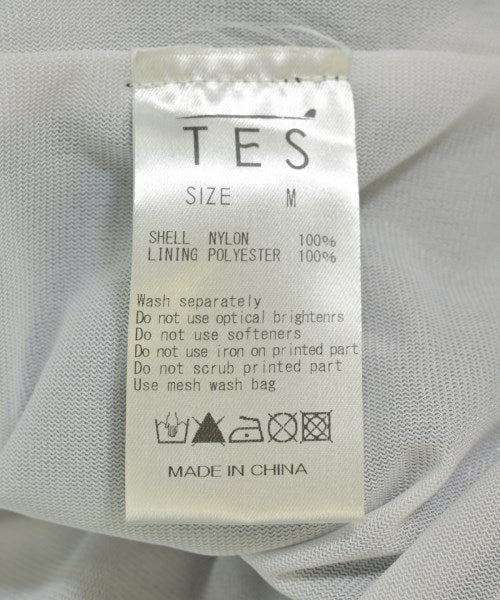 TES
SIZE M
SHELL NYLON 100%
LINING POLYESTER 100%
Wash separately
Do not use optical brightenrs
Do not use softeners
Do not use iron on printed part
Do not scrub printed part
Use mesh wash bag
MADE IN CHINA